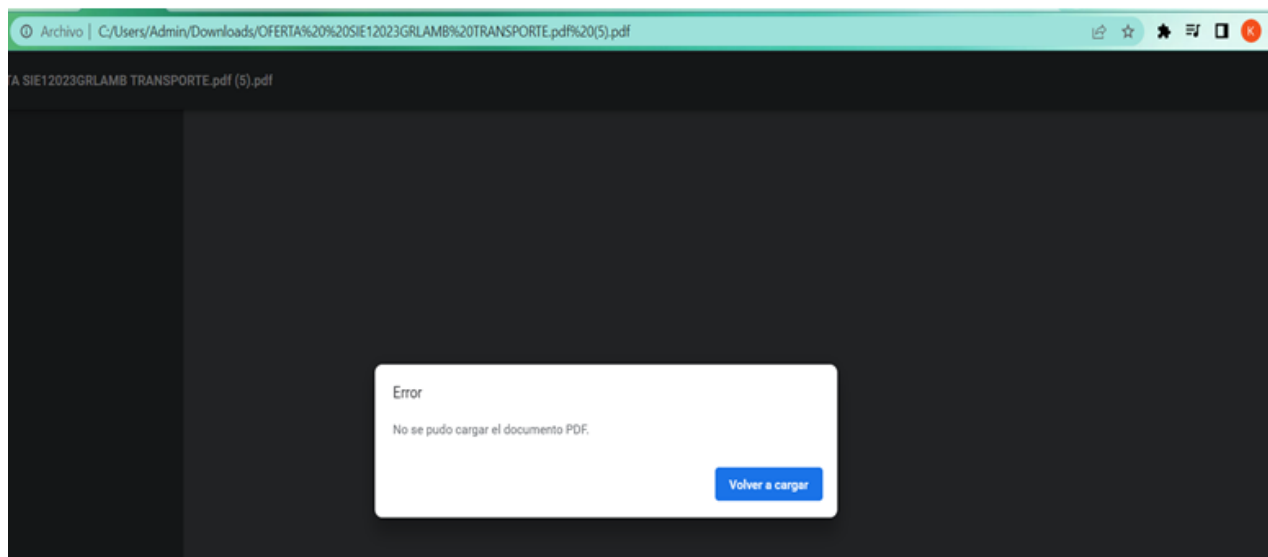 Archivo | C:/Users/Admin/Downloads/OFERTA%20%20SIE12023GRLAMB%20TRANSPORTE.pdf%20(5).pdf
K
TA SIE12023GRLAMB TRANSPORTE.pdf (5).pdf
Error
No se pudo cargar el documento PDF.
Volver a cargar